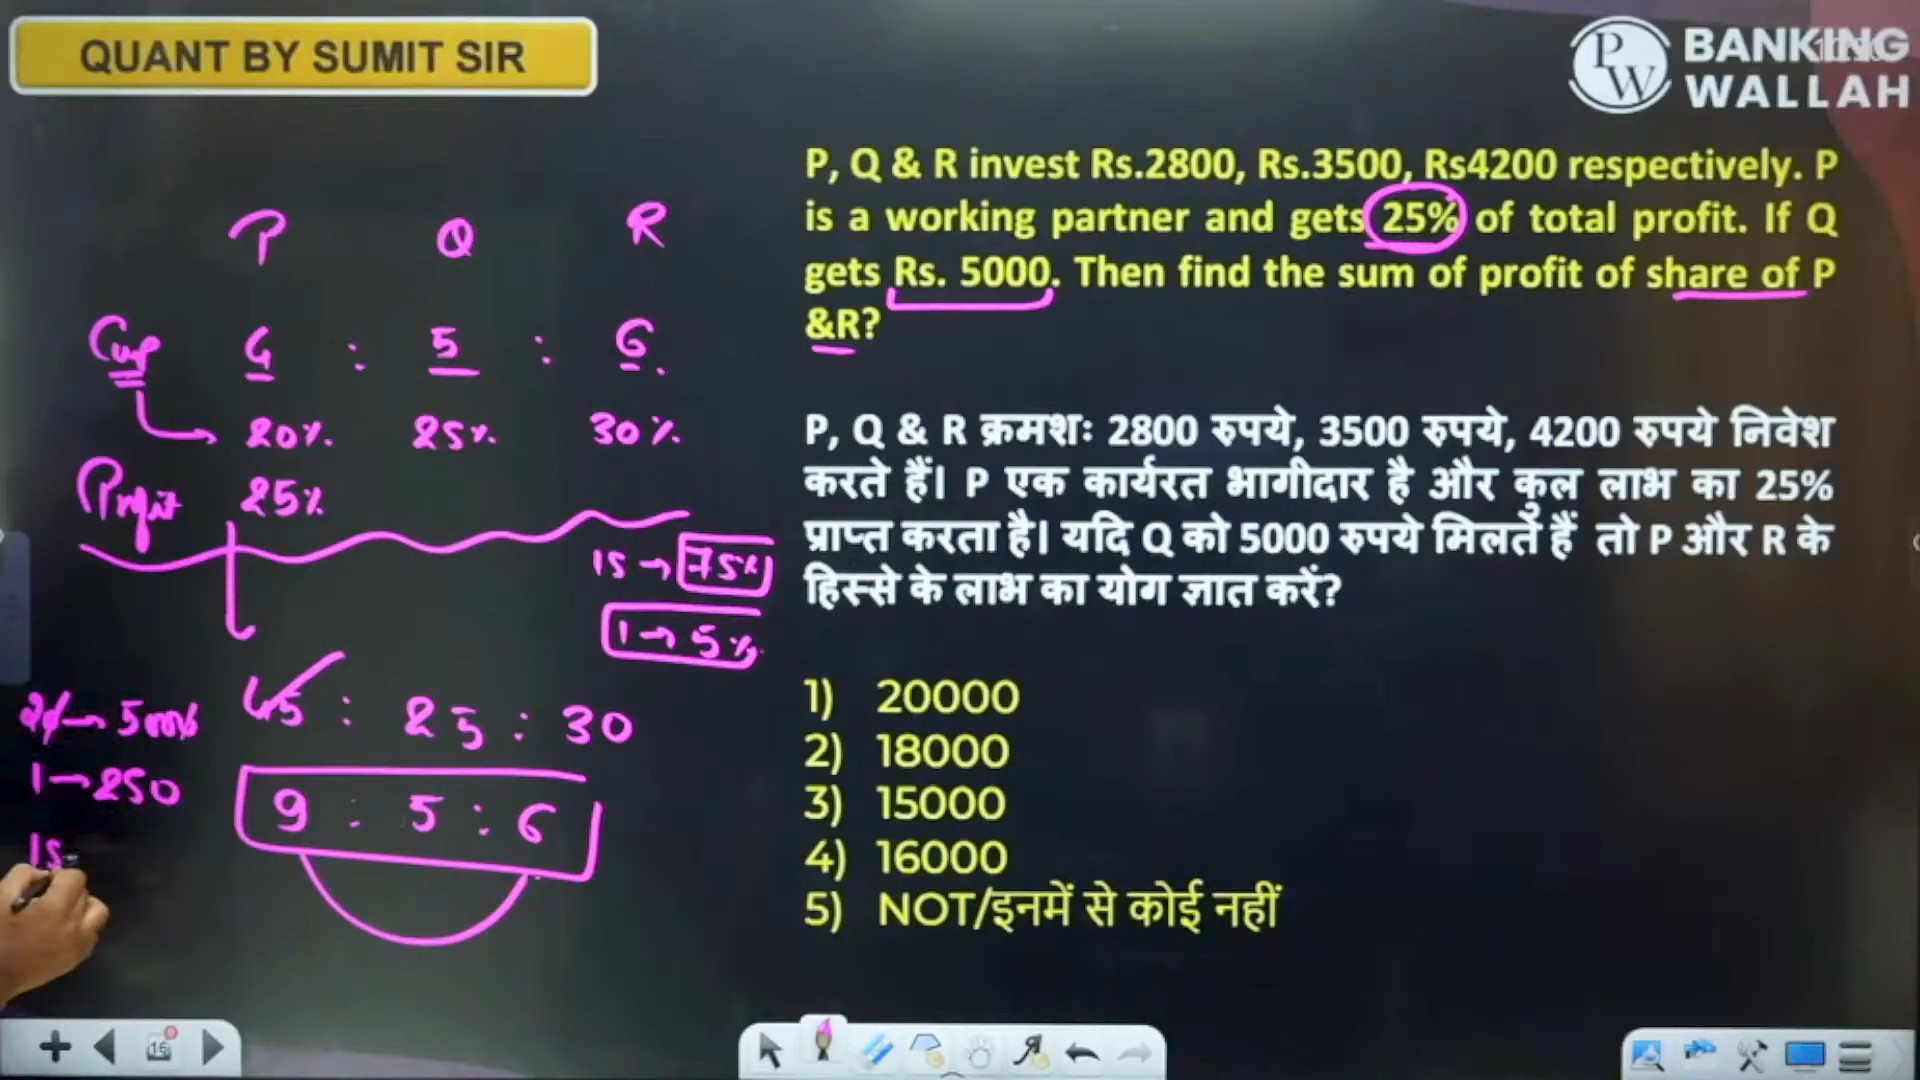 QUANT BY SUMIT SIR
PW BANKING
WALLAH
P, Q & R invest Rs.2800, Rs.3500, Rs4200 respectively. P
is a working partner and gets 25% of total profit. If Q
gets Rs. 5000. Then find the sum of profit of share of P
&R?
P, Q & R क्रमशः 2800 रुपये, 3500 रुपये, 4200 रुपये निवेश
करते हैं। P एक कार्यरत भागीदार है और कुल लाभ का 25%
प्राप्त करता है। यदि Q को 5000 रुपये मिलते हैं तो P और R के
हिस्से के लाभ का योग ज्ञात करें?
1) 20000
2) 18000
3) 15000
4) 16000
5) NOT/इनमें से कोई नहीं
P Q R
4 : 5 : 6
20% 25% 30%
Profit 25%
15 → 75%
1 → 5%
45 : 25 : 30
1 → 250
9 : 5 : 6
15
16